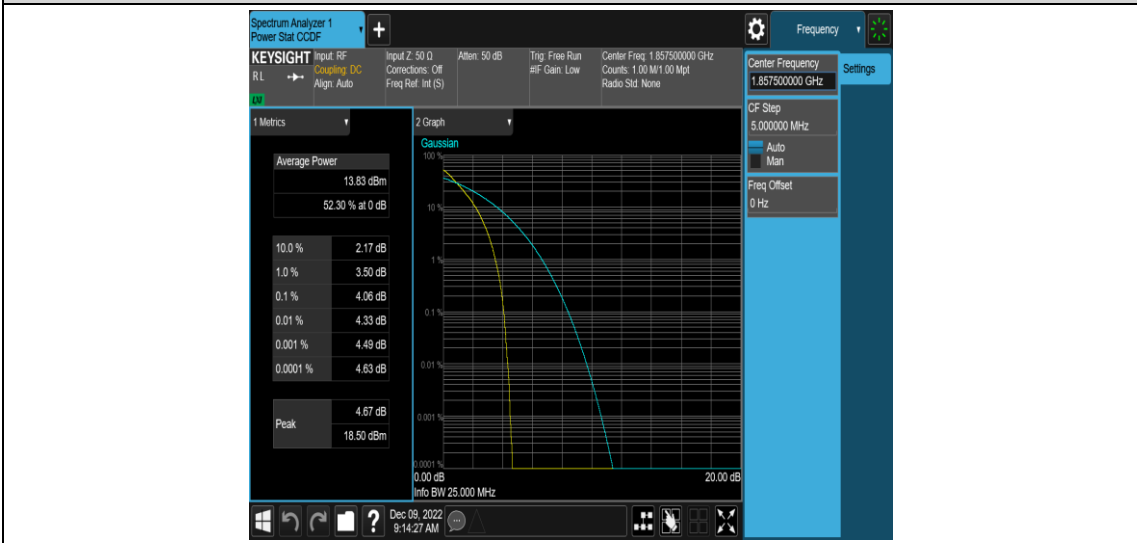 Spectrum Analyzer 1
Power Stat CCDF
+
Frequency
KEYSIGHT
R L
LXI
Input: RF
Coupling: DC
Align: Auto
Input Z: 50 Ω
Corrections: Off
Freq Ref: Int (S)
Atten: 50 dB
Trig: Free Run
#IF Gain: Low
Center Freq: 1.857500000 GHz
Counts: 1.00 M/1.00 Mpt
Radio Std: None
Center Frequency
1.857500000 GHz
Settings
CF Step
5.000000 MHz
Auto
Man
Freq Offset
0 Hz
1 Metrics
Average Power
13.83 dBm
52.30 % at 0 dB
10.0 % 2.17 dB
1.0 % 3.50 dB
0.1 % 4.06 dB
0.01 % 4.33 dB
0.001 % 4.49 dB
0.0001 % 4.63 dB
Peak
4.67 dB
18.50 dBm
2 Graph
Gaussian
100 %
10 %
1 %
0.1 %
0.01 %
0.001 %
0.0001 %
0.00 dB 20.00 dB
Info BW 25.000 MHz
?
Dec 09, 2022
9:14:27 AM